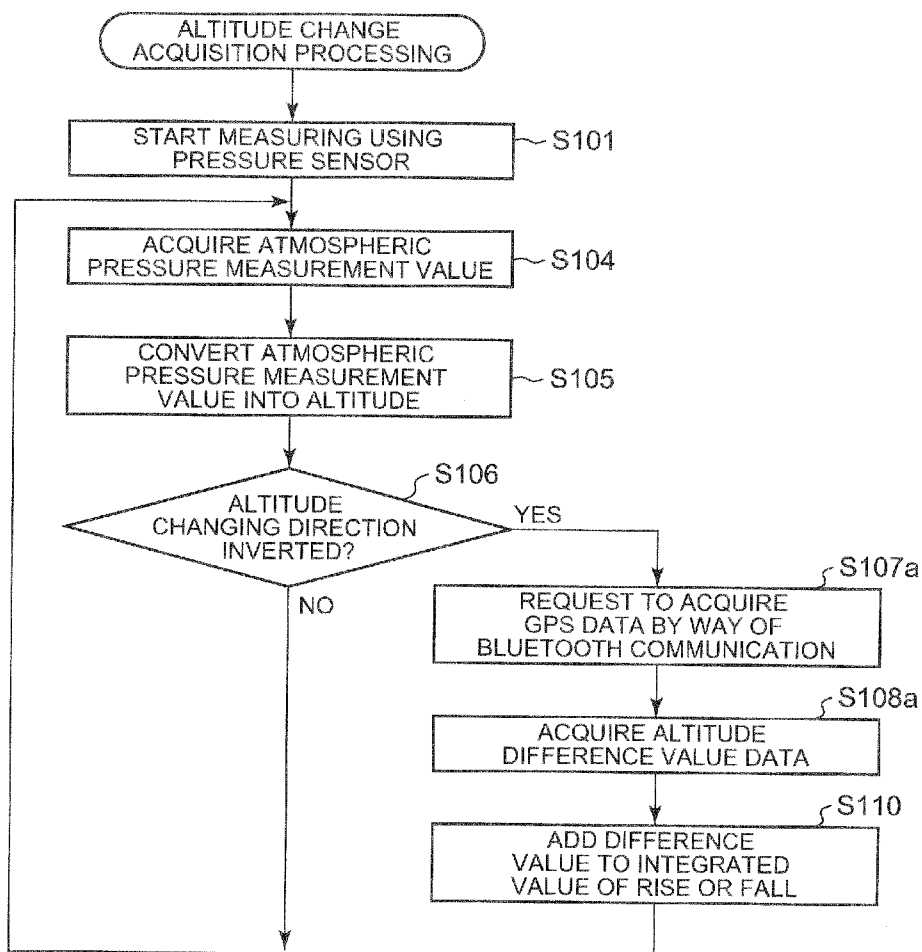 ALTITUDE CHANGE
ACQUISITION PROCESSING
START MEASURING USING
PRESSURE SENSOR
S101
ACQUIRE ATMOSPHERIC
PRESSURE MEASUREMENT VALUE
S104
CONVERT ATMOSPHERIC
PRESSURE MEASUREMENT
VALUE INTO ALTITUDE
S105
S106
ALTITUDE
CHANGING DIRECTION
INVERTED?
YES
NO
S107a
REQUEST TO ACQUIRE
GPS DATA BY WAY OF
BLUETOOTH COMMUNICATION
S108a
ACQUIRE ALTITUDE
DIFFERENCE VALUE DATA
S110
ADD DIFFERENCE
VALUE TO INTEGRATED
VALUE OF RISE OR FALL